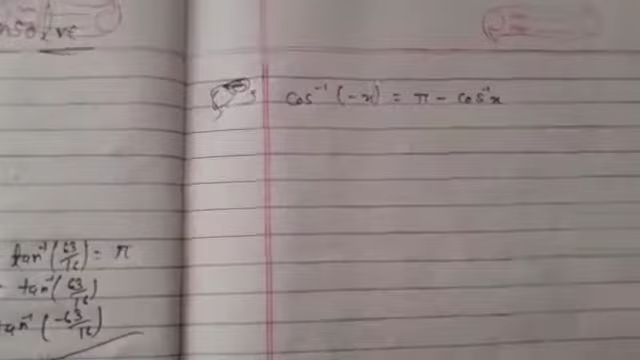 cos⁻¹ (-x) = π - cos⁻¹x
tan⁻¹ (63/16) = π
tan⁻¹ (63/16)
tan⁻¹ (-63/16)